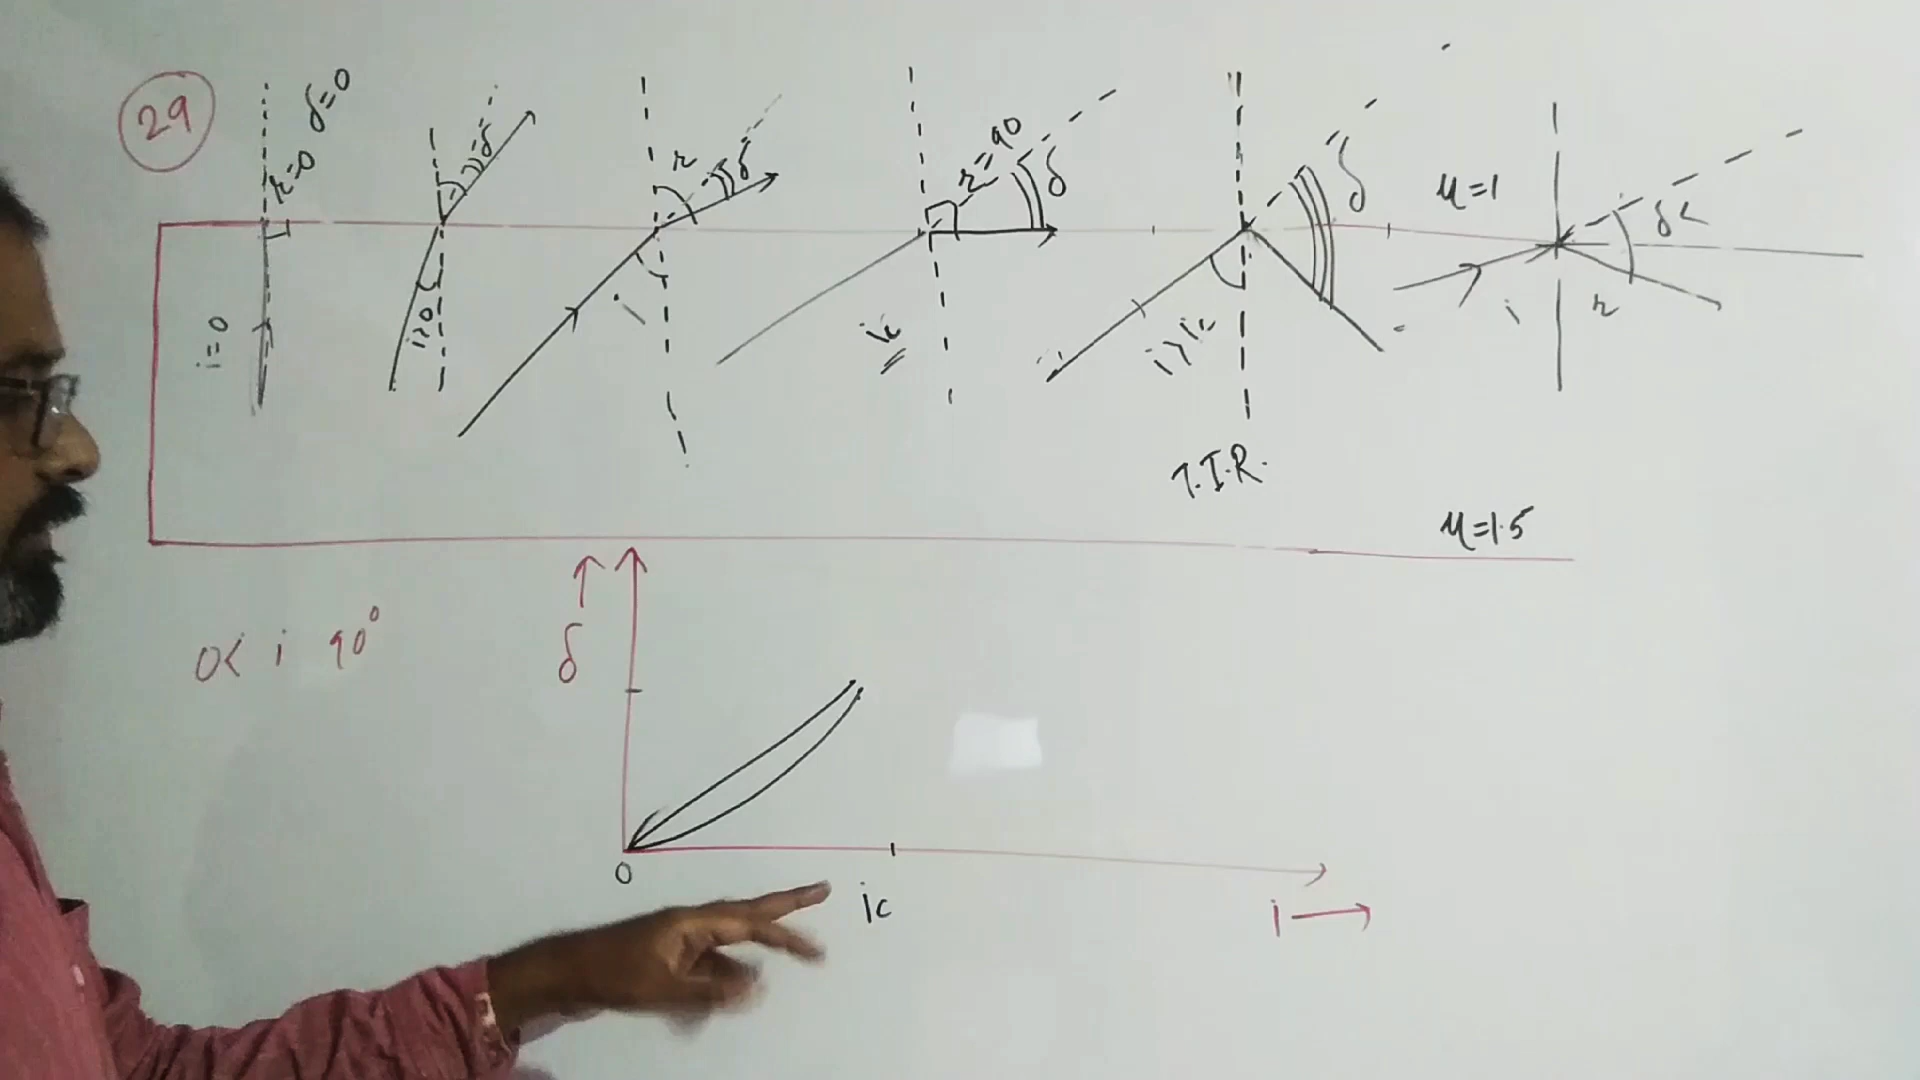 29
r=0 δ=0
δ
r δ
r=90 δ
δ
μ=1
δ<
i=0
i>0
i
ic
i>ic
i r
T.I.R.
μ=1.5
0< i 90°
δ
0
ic
i